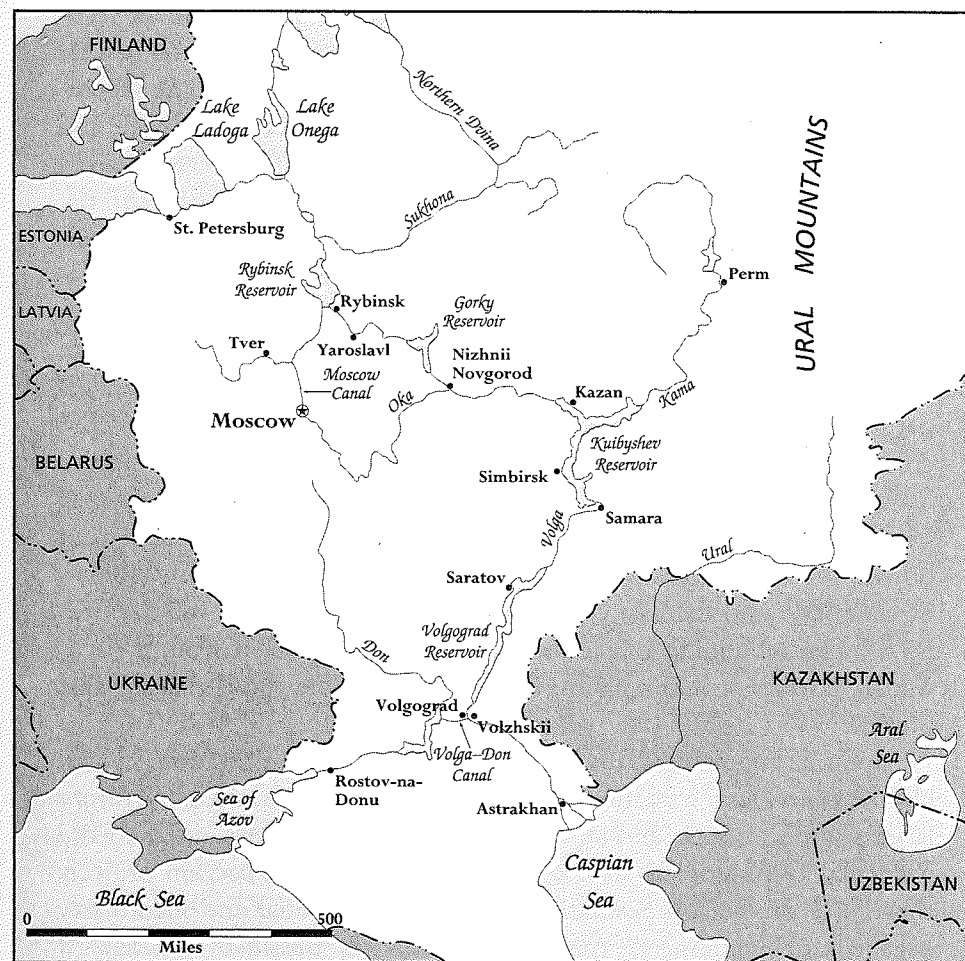 FINLAND
Lake
Ladoga
Lake
Onega
Northern Dvina
URAL MOUNTAINS
Sukhona
St. Petersburg
ESTONIA
Rybinsk
Reservoir
Perm
LATVIA
Rybinsk
Gorky
Reservoir
Tver
Yaroslavl
Moscow
Canal
Nizhnii
Novgorod
Oka
Kazan
Kama
Moscow
Kuibyshev
Reservoir
BELARUS
Simbirsk
Samara
Volga
Ural
Saratov
Volgograd
Reservoir
Don
UKRAINE
KAZAKHSTAN
Volgograd
Volzhskii
Aral
Sea
Volga–Don
Canal
Rostov-na-
Donu
Sea of
Azov
Astrakhan
Caspian
Sea
UZBEKISTAN
Black Sea
0 500
Miles